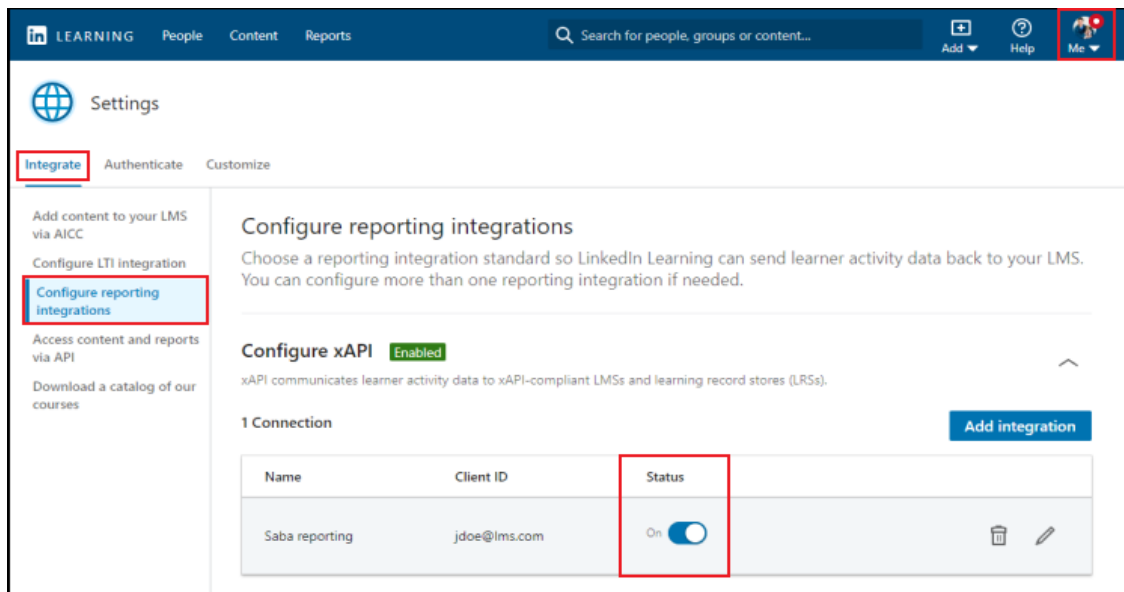 in LEARNING People Content Reports Search for people, groups or content... Add Help Me
Settings
Integrate Authenticate Customize
Add content to your LMS
via AICC
Configure LTI integration
Configure reporting
integrations
Access content and reports
via API
Download a catalog of our
courses
Configure reporting integrations
Choose a reporting integration standard so LinkedIn Learning can send learner activity data back to your LMS.
You can configure more than one reporting integration if needed.
Configure xAPI Enabled
xAPI communicates learner activity data to xAPI-compliant LMSs and learning record stores (LRSs).
1 Connection Add integration
Name Client ID Status
Saba reporting jdoe@lms.com On